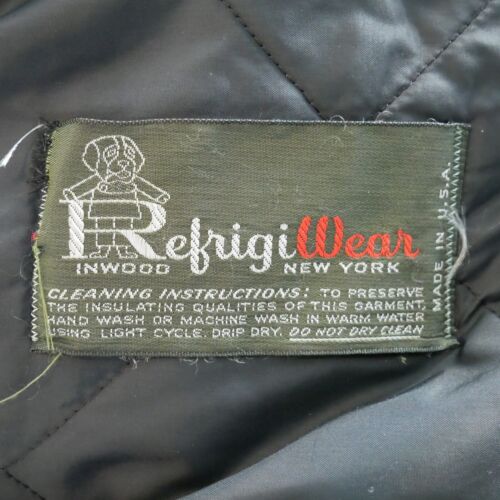 RefrigiWear
INWOOD NEW YORK
CLEANING INSTRUCTIONS: TO PRESERVE
THE INSULATING QUALITIES OF THIS GARMENT,
HAND WASH OR MACHINE WASH IN WARM WATER
USING LIGHT CYCLE. DRIP DRY. DO NOT DRY CLEAN
MADE IN U.S.A.